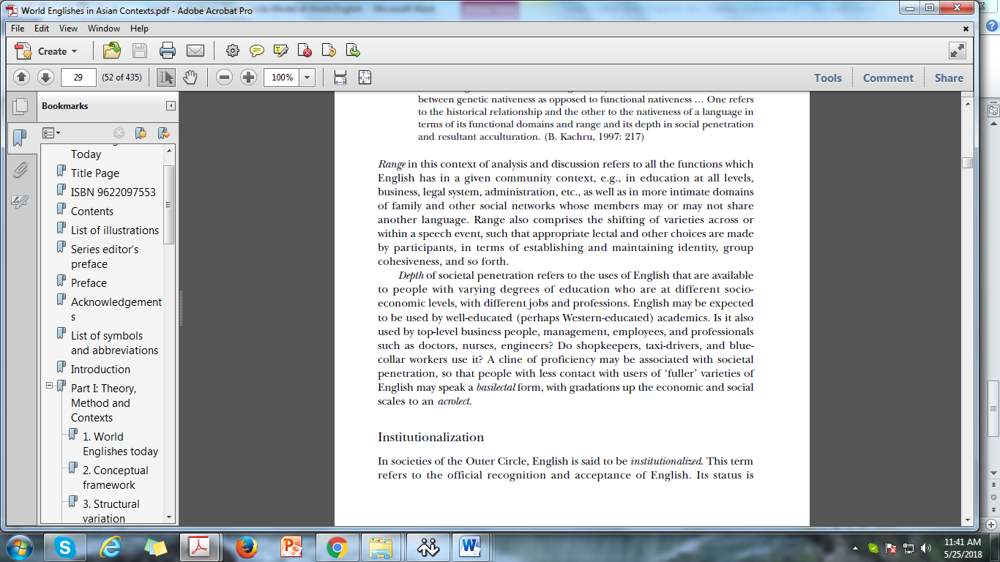 World Englishes in Asian Contexts.pdf - Adobe Acrobat Pro
File Edit View Window Help
Create
29 (52 of 435) 100% Tools Comment Share
Bookmarks
Today
Title Page
ISBN 9622097553
Contents
List of illustrations
Series editor's
preface
Preface
Acknowledgement
s
List of symbols
and abbreviations
Introduction
Part I: Theory,
Method and
Contexts
1. World
Englishes today
2. Conceptual
framework
3. Structural
variation
between genetic nativeness as opposed to functional nativeness … One refers
to the historical relationship and the other to the nativeness of a language in
terms of its functional domains and range and its depth in social penetration
and resultant acculturation. (B. Kachru, 1997: 217)
Range in this context of analysis and discussion refers to all the functions which
English has in a given community context, e.g., in education at all levels,
business, legal system, administration, etc., as well as in more intimate domains
of family and other social networks whose members may or may not share
another language. Range also comprises the shifting of varieties across or
within a speech event, such that appropriate lectal and other choices are made
by participants, in terms of establishing and maintaining identity, group
cohesiveness, and so forth.
Depth of societal penetration refers to the uses of English that are available
to people with varying degrees of education who are at different socio-
economic levels, with different jobs and professions. English may be expected
to be used by well-educated (perhaps Western-educated) academics. Is it also
used by top-level business people, management, employees, and professionals
such as doctors, nurses, engineers? Do shopkeepers, taxi-drivers, and blue-
collar workers use it? A cline of proficiency may be associated with societal
penetration, so that people with less contact with users of 'fuller' varieties of
English may speak a basilectal form, with gradations up the economic and social
scales to an acrolect.
Institutionalization
In societies of the Outer Circle, English is said to be institutionalized. This term
refers to the official recognition and acceptance of English. Its status is
11:41 AM
5/25/2018